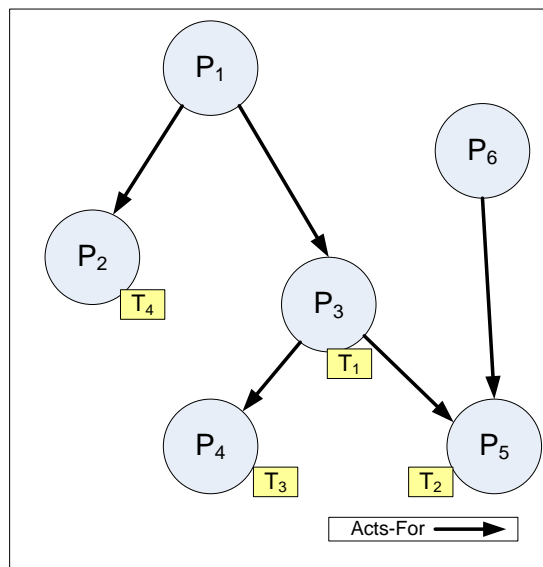 P₁
P₆
P₂
T₄
P₃
T₁
P₄
T₃
P₅
T₂
Acts-For